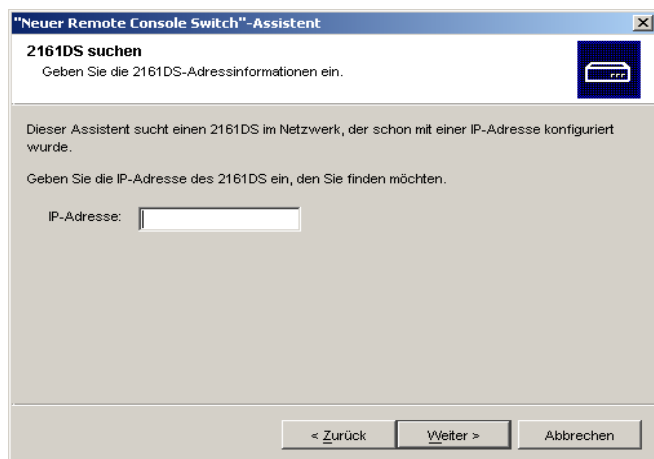 "Neuer Remote Console Switch"-Assistent
2161DS suchen
Geben Sie die 2161DS-Adressinformationen ein.
Dieser Assistent sucht einen 2161DS im Netzwerk, der schon mit einer IP-Adresse konfiguriert
wurde.
Geben Sie die IP-Adresse des 2161DS ein, den Sie finden möchten.
IP-Adresse:
< Zurück
Weiter >
Abbrechen